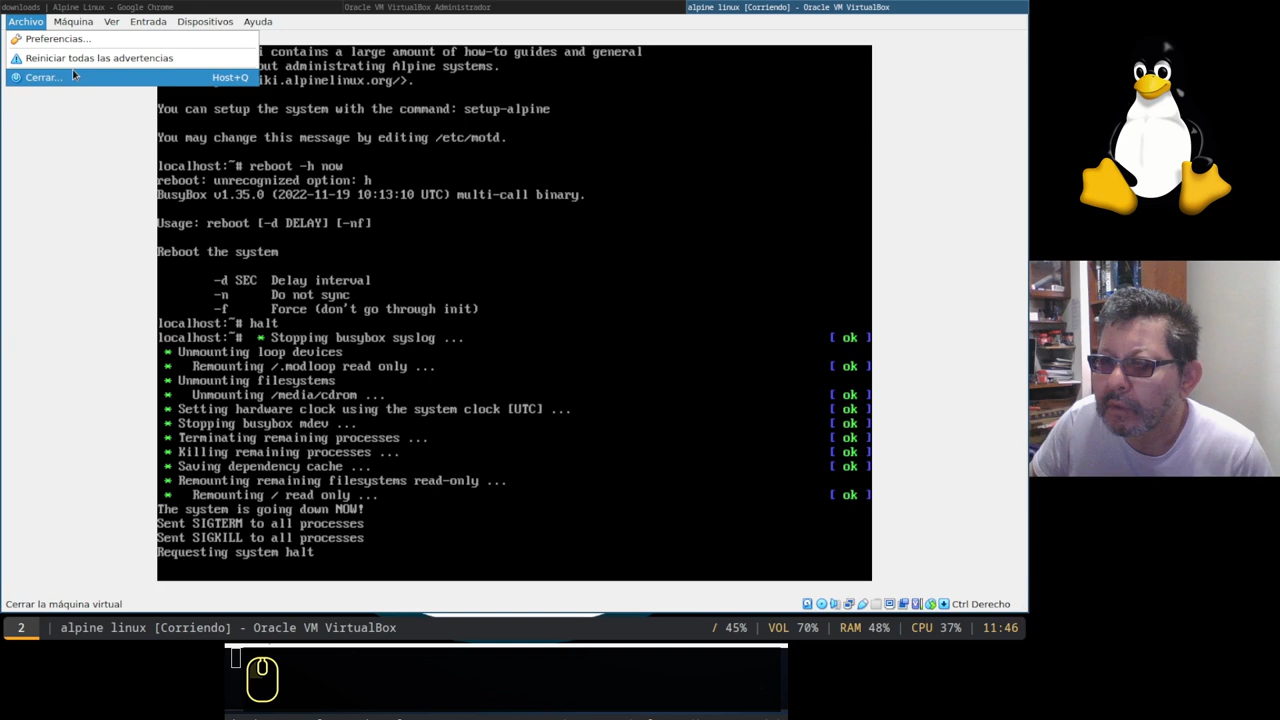 downloads | Alpine Linux - Google Chrome
Oracle VM VirtualBox Administrador
alpine linux [Corriendo] - Oracle VM VirtualBox
Archivo Máquina Ver Entrada Dispositivos Ayuda
Preferencias...
Reiniciar todas las advertencias
Cerrar... Host+Q
i contains a large amount of how-to guides and general
out administrating Alpine systems.
iki.alpinelinux.org/>.
You can setup the system with the command: setup-alpine
You may change this message by editing /etc/motd.
localhost:~# reboot -h now
reboot: unrecognized option: h
BusyBox v1.35.0 (2022-11-19 10:13:10 UTC) multi-call binary.
Usage: reboot [-d DELAY] [-nf]
Reboot the system
-d SEC Delay interval
-n Do not sync
-f Force (don't go through init)
localhost:~# halt
localhost:~# * Stopping busybox syslog ... [ ok ]
* Unmounting loop devices
* Remounting /.modloop read only ... [ ok ]
* Unmounting filesystems
* Unmounting /media/cdrom ... [ ok ]
* Setting hardware clock using the system clock [UTC] ... [ ok ]
* Stopping busybox mdev ... [ ok ]
* Terminating remaining processes ... [ ok ]
* Killing remaining processes ... [ ok ]
* Saving dependency cache ... [ ok ]
* Remounting remaining filesystems read-only ...
* Remounting / read only ... [ ok ]
The system is going down NOW!
Sent SIGTERM to all processes
Sent SIGKILL to all processes
Requesting system halt
Cerrar la máquina virtual
Ctrl Derecho
2 alpine linux [Corriendo] - Oracle VM VirtualBox / 45% | VOL 70% | RAM 48% | CPU 37% | 11:46